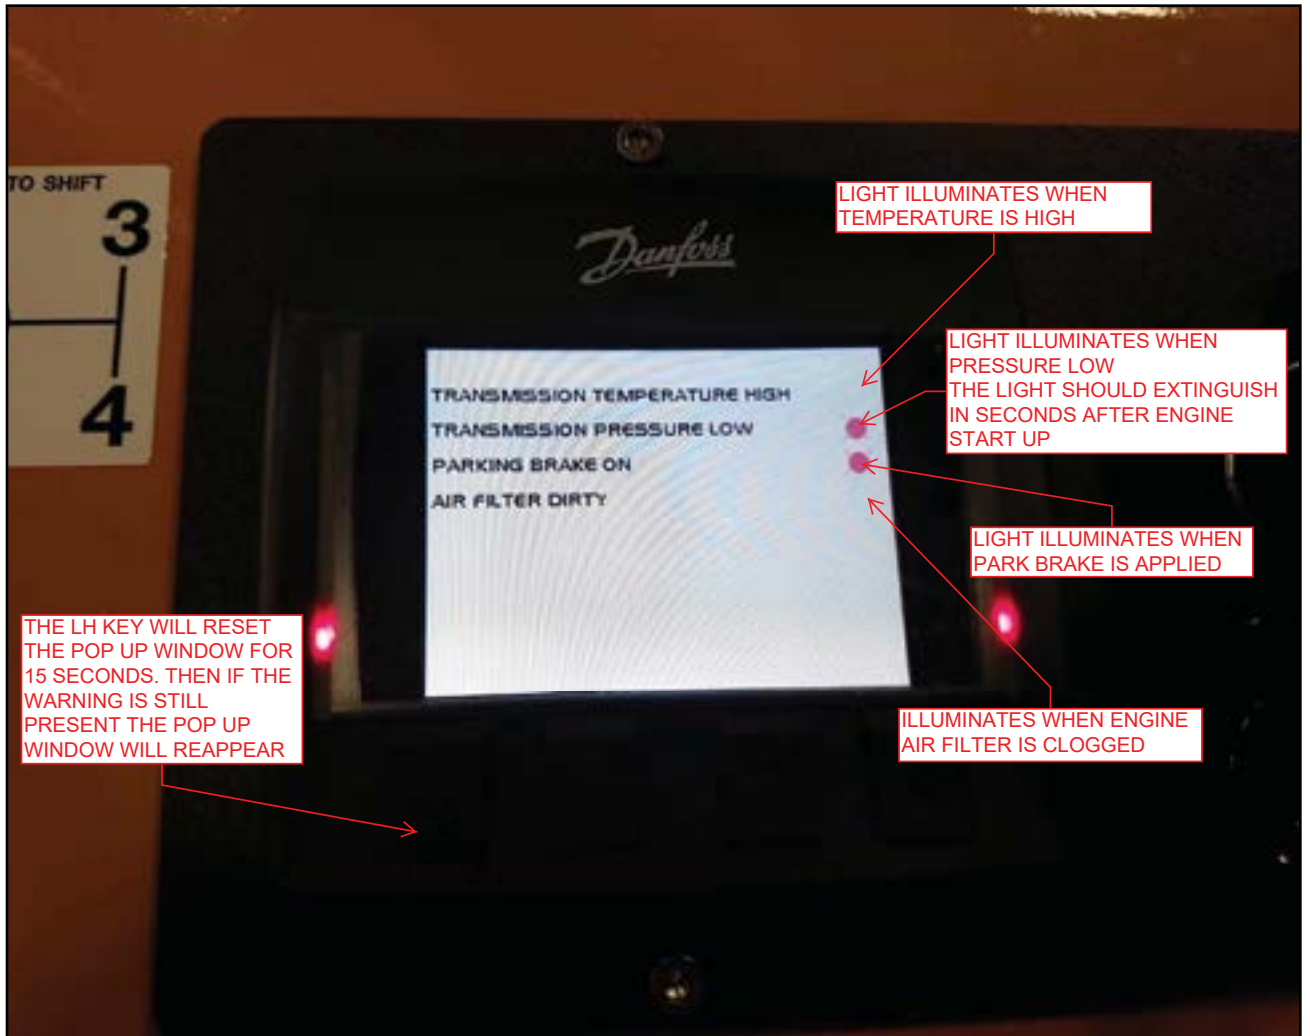 TO SHIFT
3
4
Danfoss
LIGHT ILLUMINATES WHEN
TEMPERATURE IS HIGH
LIGHT ILLUMINATES WHEN
PRESSURE LOW
THE LIGHT SHOULD EXTINGUISH
IN SECONDS AFTER ENGINE
START UP
TRANSMISSION TEMPERATURE HIGH
TRANSMISSION PRESSURE LOW
PARKING BRAKE ON
AIR FILTER DIRTY
LIGHT ILLUMINATES WHEN
PARK BRAKE IS APPLIED
THE LH KEY WILL RESET
THE POP UP WINDOW FOR
15 SECONDS. THEN IF THE
WARNING IS STILL
PRESENT THE POP UP
WINDOW WILL REAPPEAR
ILLUMINATES WHEN ENGINE
AIR FILTER IS CLOGGED